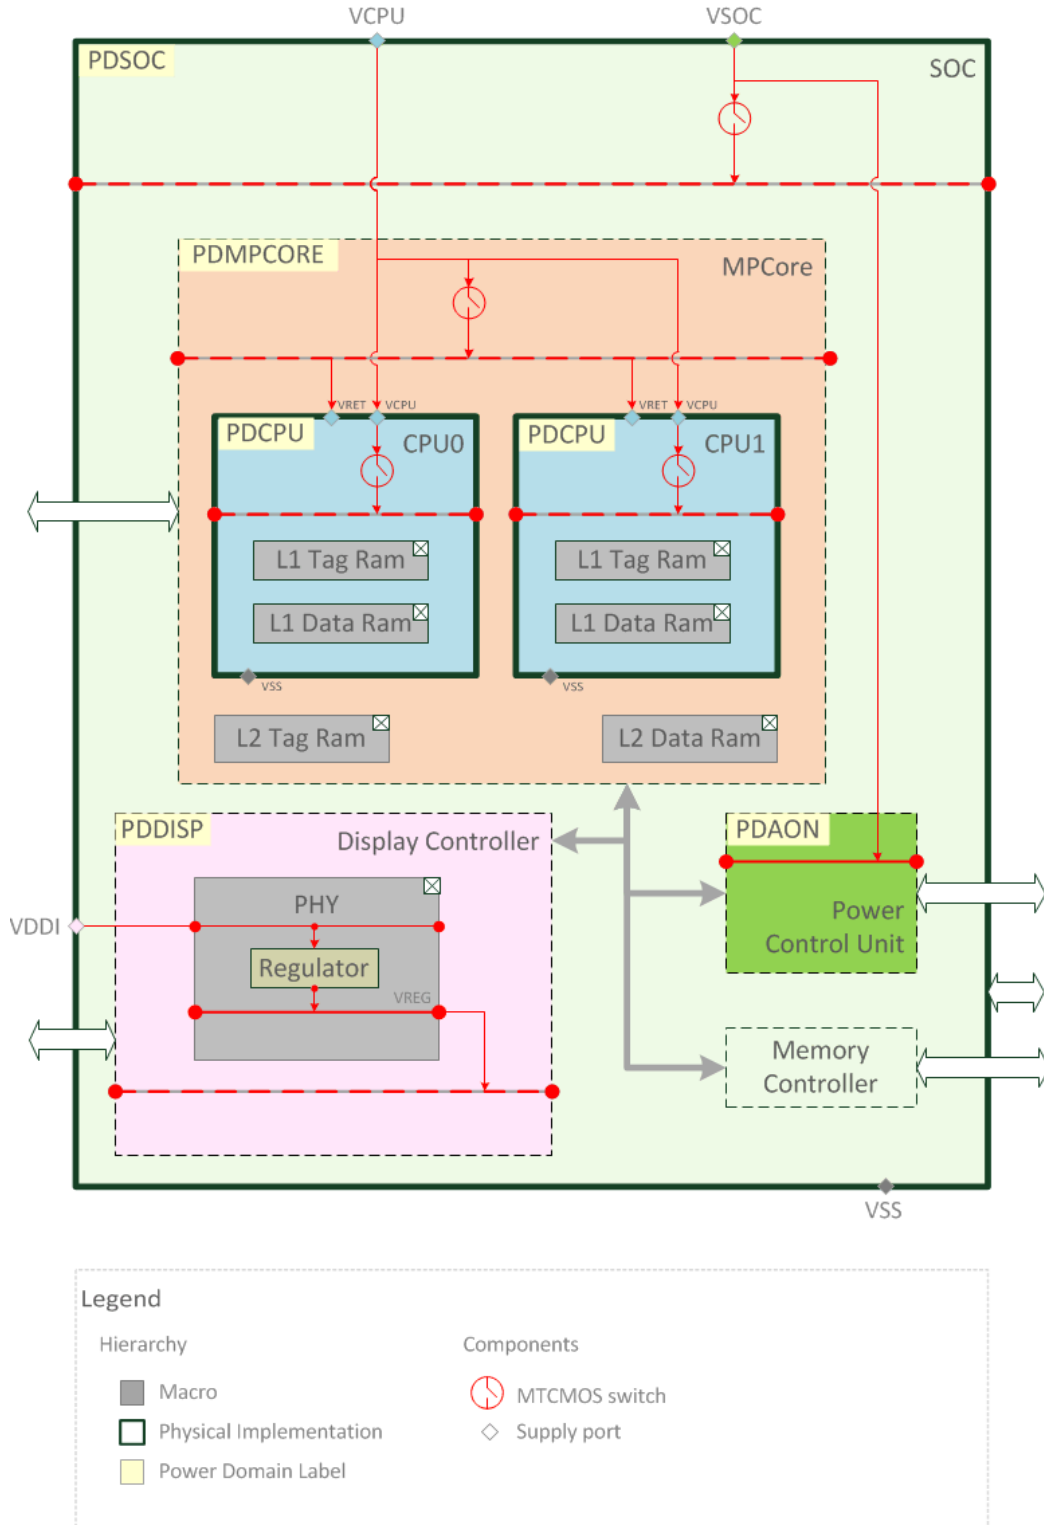 VCPU
VSOC
PDSOC
SOC
PDMPCORE
MPCore
VRET
VCPU
VRET
VCPU
PDCPU
CPU0
PDCPU
CPU1
L1 Tag Ram
L1 Tag Ram
L1 Data Ram
L1 Data Ram
VSS
VSS
L2 Tag Ram
L2 Data Ram
PDDISP
Display Controller
PDAON
PHY
Power
Control Unit
VDDI
Regulator
VREG
Memory
Controller
VSS
Legend
Hierarchy
Components
Macro
MTCMOS switch
Physical Implementation
Supply port
Power Domain Label